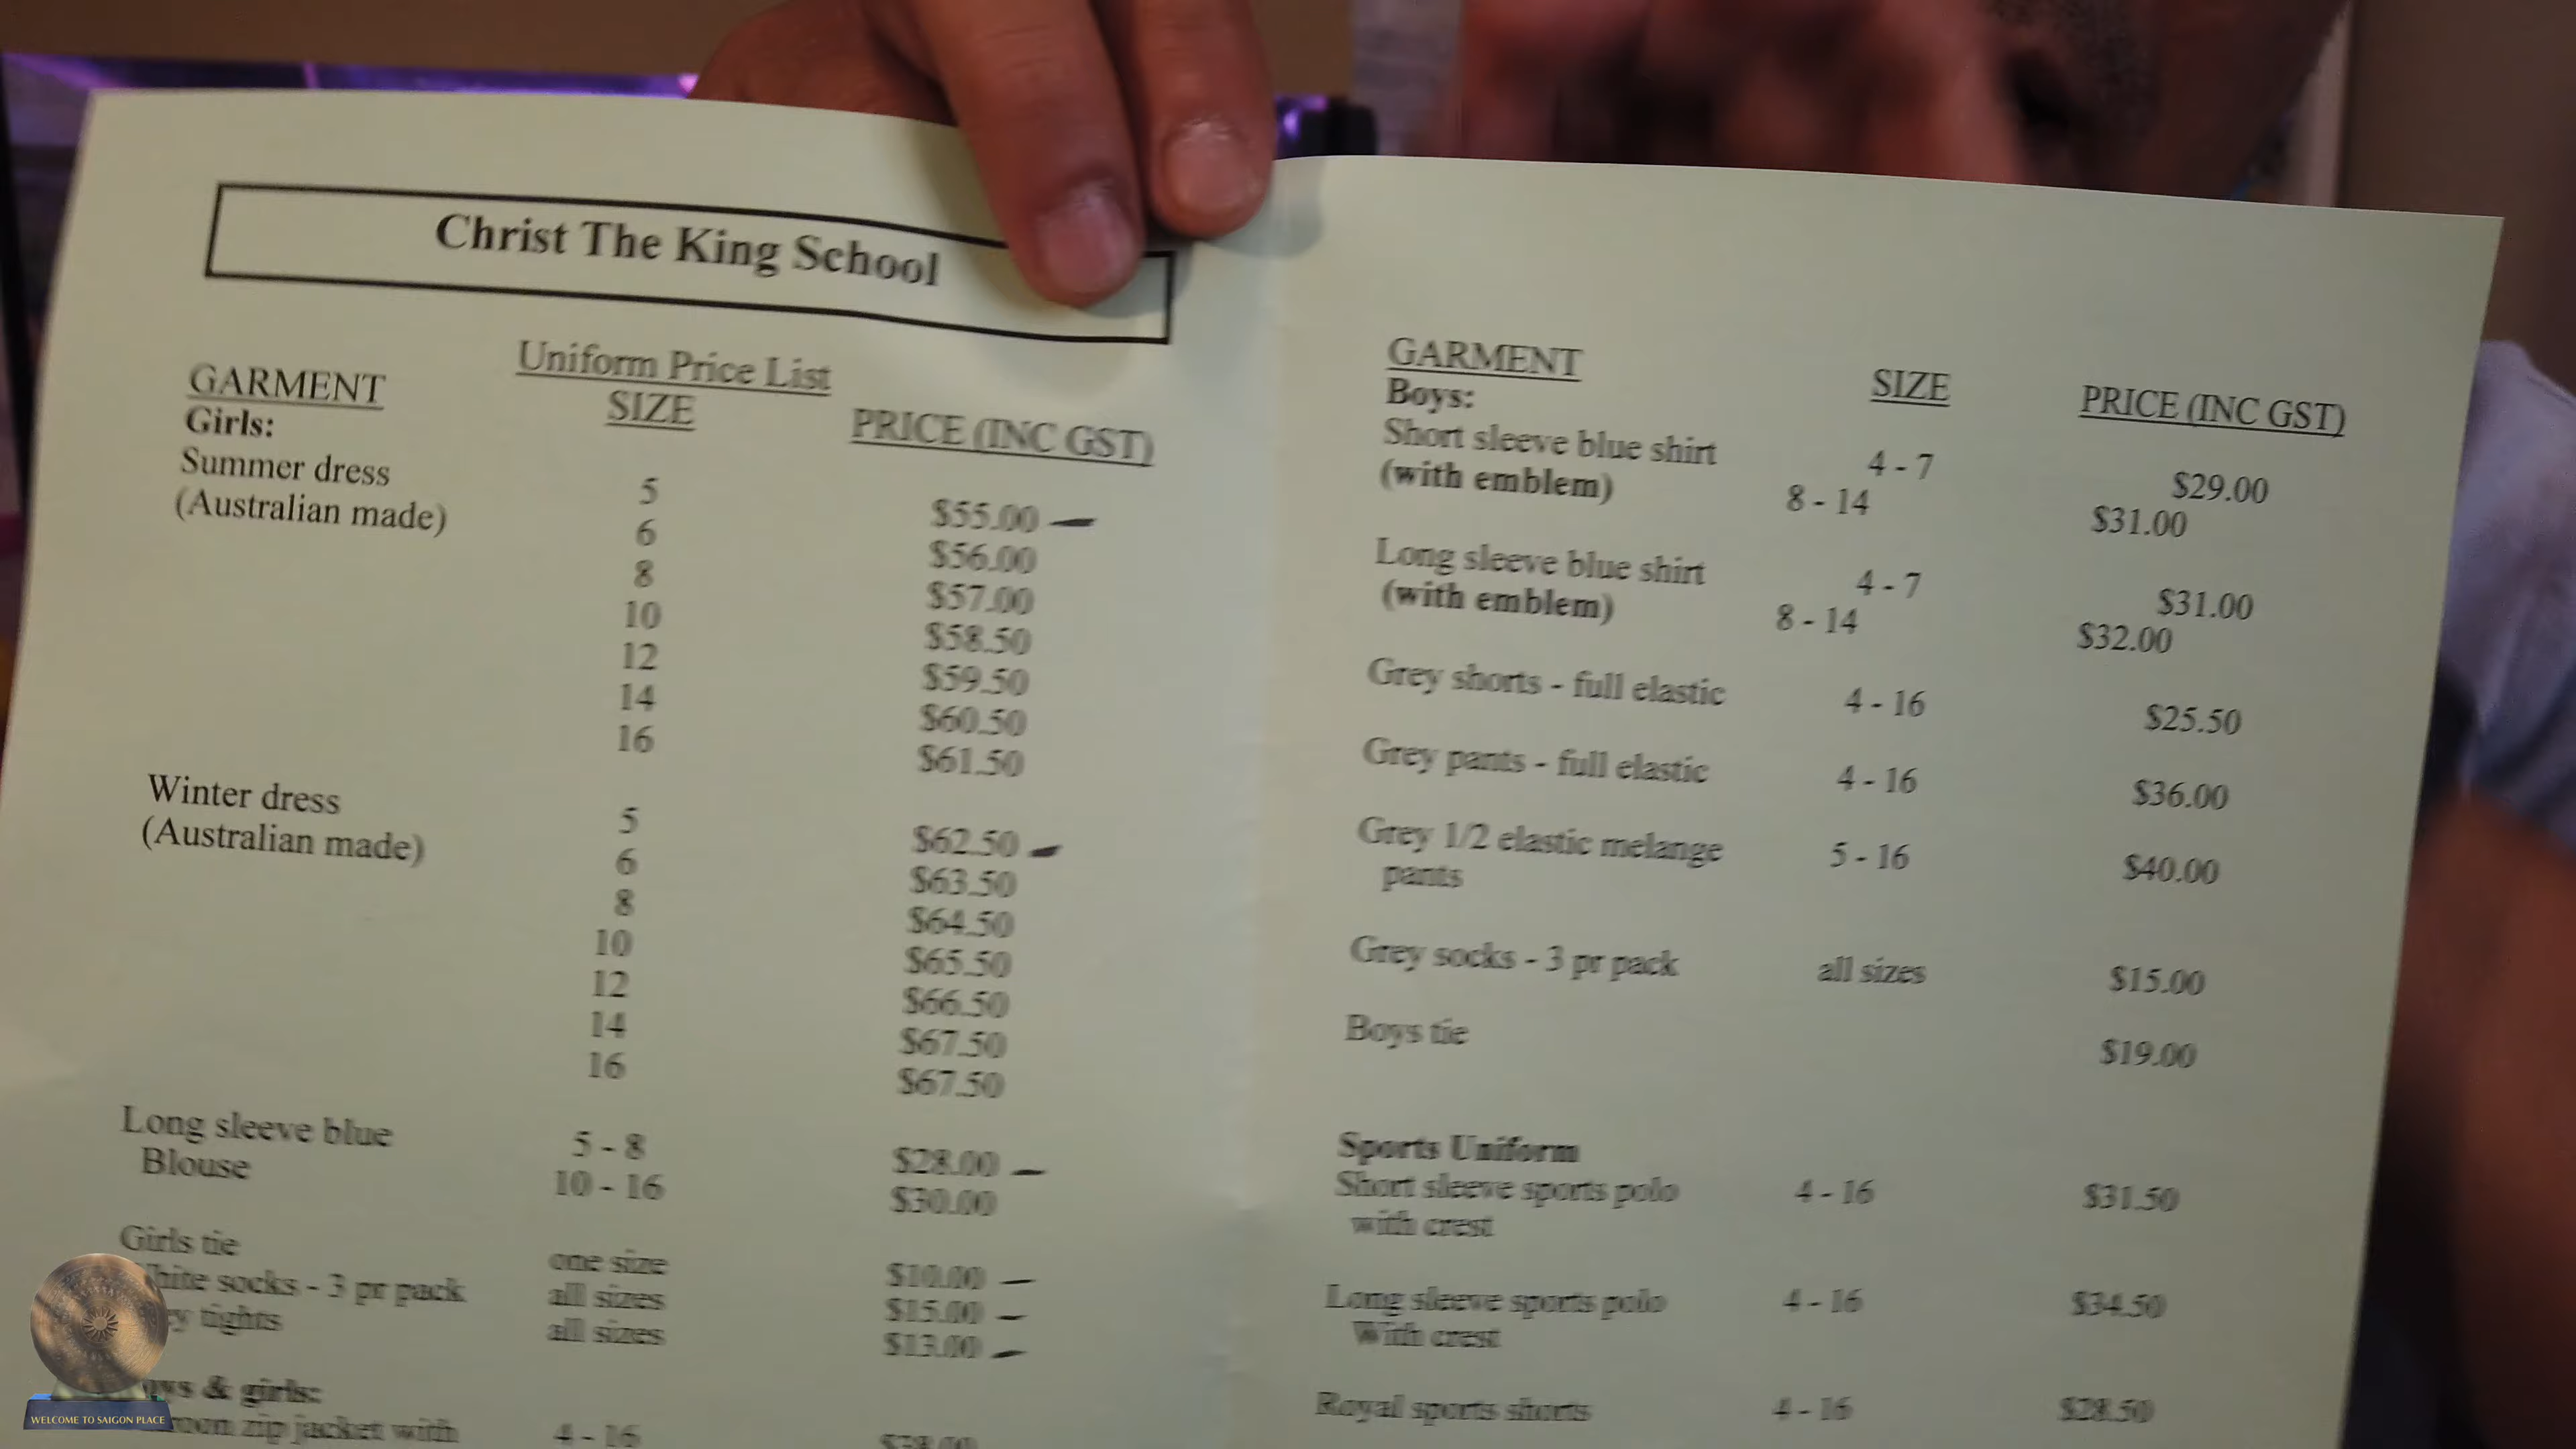 Christ The King School
Uniform Price List
GARMENT SIZE PRICE (INC GST)
Girls:
Summer dress 5 $55.00
(Australian made) 6 $56.00
8 $57.00
10 $58.50
12 $59.50
14 $60.50
16 $61.50
Winter dress 5 $62.50
(Australian made) 6 $63.50
8 $64.50
10 $65.50
12 $66.50
14 $67.50
16 $67.50
Long sleeve blue 5 - 8 $28.00
Blouse 10 - 16 $30.00
Girls tie one size $10.00
socks - 3 pr pack all sizes $15.00
tights all sizes $13.00
& girls:
zip jacket with 4 - 16
GARMENT SIZE PRICE (INC GST)
Boys:
Short sleeve blue shirt 4 - 7 $29.00
(with emblem) 8 - 14 $31.00
Long sleeve blue shirt 4 - 7 $31.00
(with emblem) 8 - 14 $32.00
Grey shorts - full elastic 4 - 16 $25.50
Grey pants - full elastic 4 - 16 $36.00
Grey 1/2 elastic melange 5 - 16 $40.00
pants
Grey socks - 3 pr pack all sizes $15.00
Boys tie $19.00
Sports Uniform
Short sleeve sports polo 4 - 16 $31.50
with crest
Long sleeve sports polo 4 - 16 $34.50
With crest
Royal sports shorts 4 - 16 $28.50
WELCOME TO SAIGON PLACE